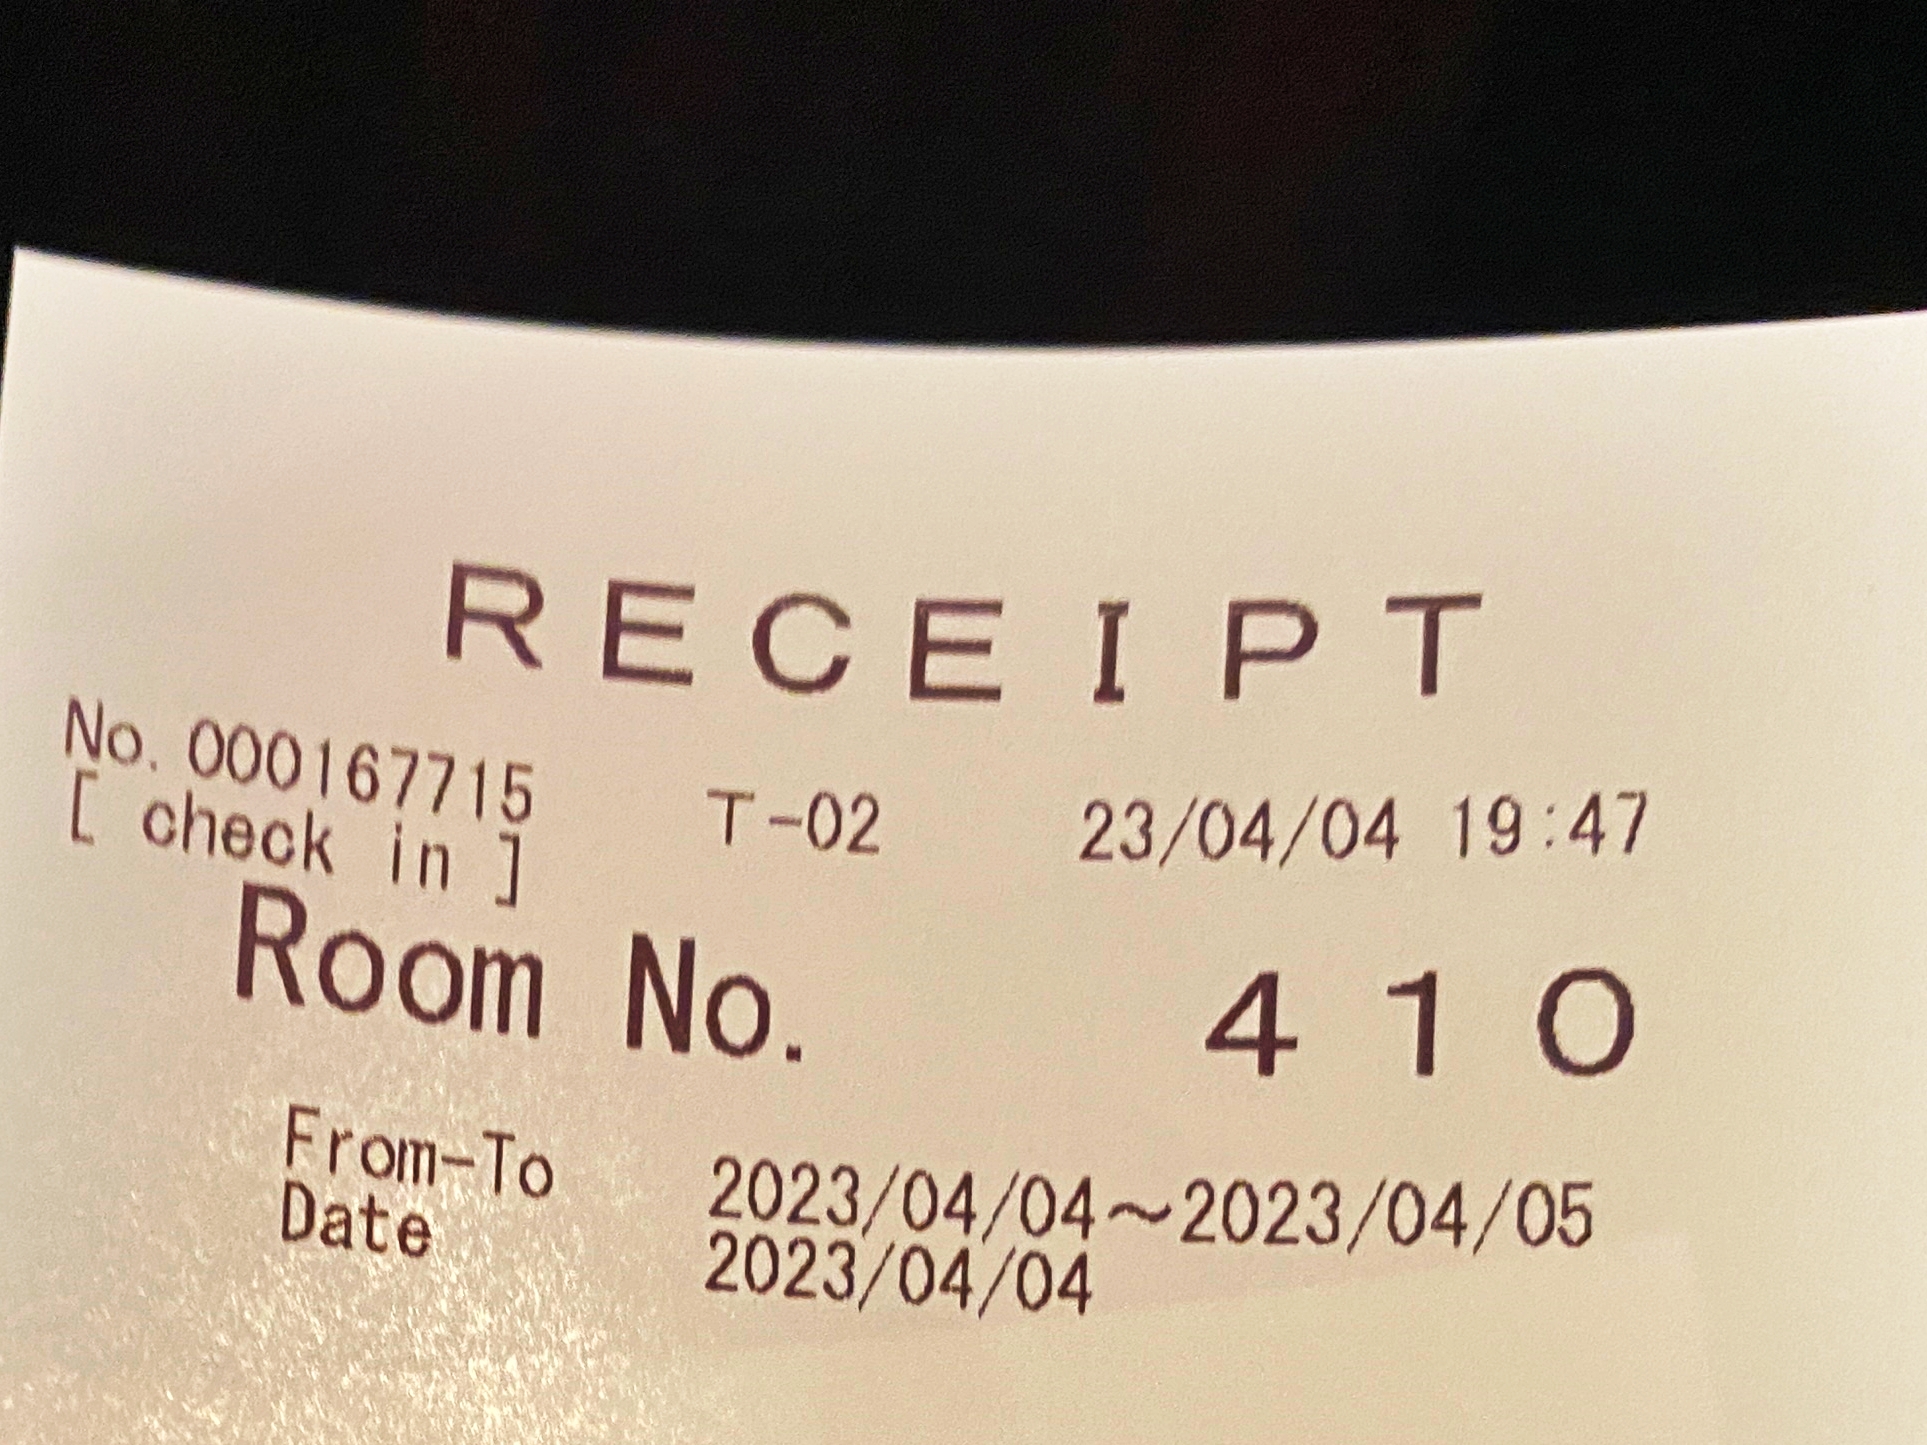 RECEIPT
No. 000167715 T-02 23/04/04 19:47
[ check in ]
Room No. 410
From-To 2023/04/04~2023/04/05
Date 2023/04/04